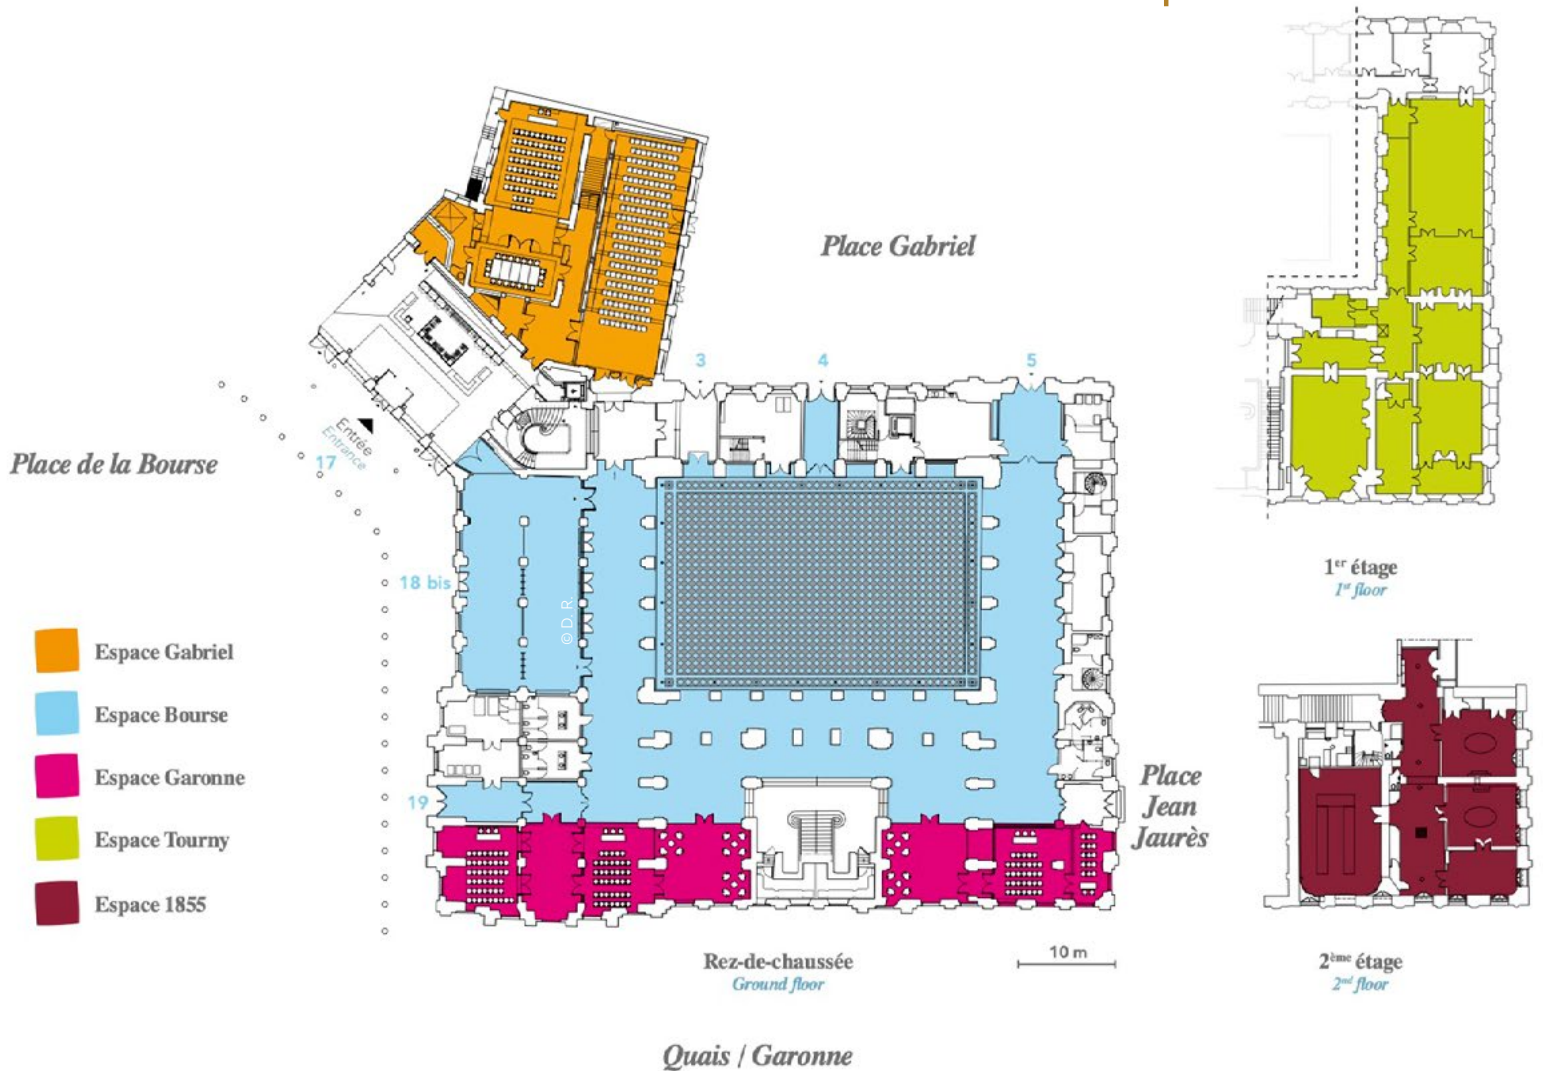 Place Gabriel
3
4
5
Entrée
Entrance
17
Place de la Bourse
18 bis
© D. R.
1er étage
1st floor
Espace Gabriel
Espace Bourse
Espace Garonne
Espace Tourny
Espace 1855
19
Place
Jean
Jaurès
10 m
Rez-de-chaussée
Ground floor
2ème étage
2nd floor
Quais / Garonne